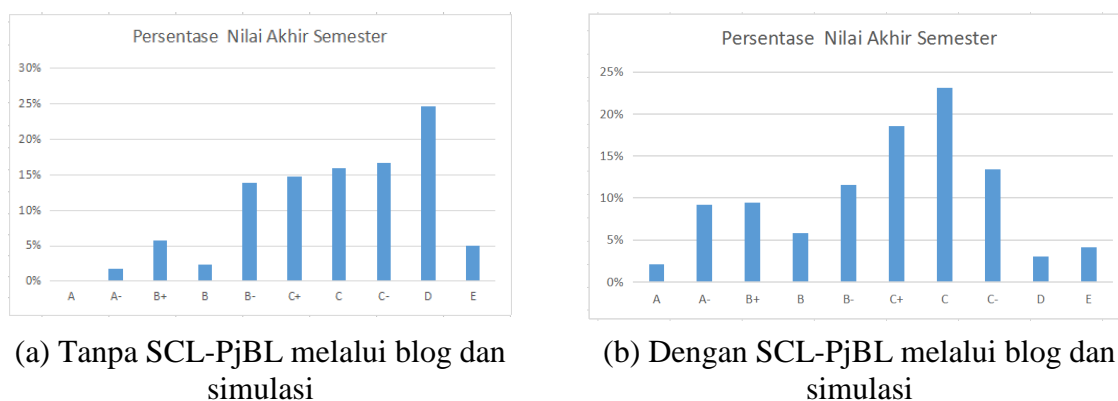 Persentase  Nilai Akhir Semester
30%
25%
20%
15%
10%
5%
0%
A A- B+ B B- C+ C C- D E
(a) Tanpa SCL-PjBL melalui blog dan
simulasi
Persentase  Nilai Akhir Semester
25%
20%
15%
10%
5%
0%
A A- B+ B B- C+ C C- D E
(b) Dengan SCL-PjBL melalui blog dan
simulasi